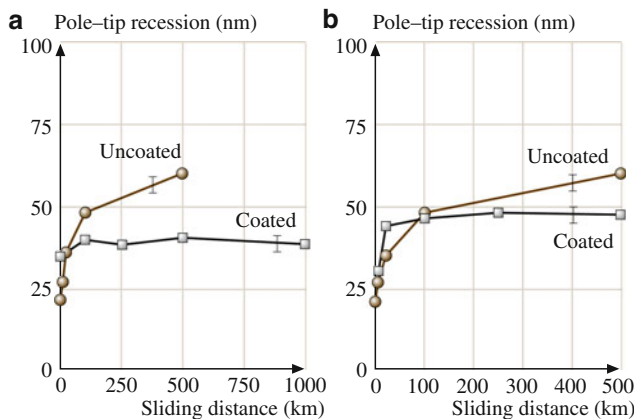 a
Pole–tip recession (nm)
100
75
50
25
0
Uncoated
Coated
0 250 500 750 1000
Sliding distance (km)
b
Pole–tip recession (nm)
100
75
50
25
0
Uncoated
Coated
0 100 200 300 400 500
Sliding distance (km)